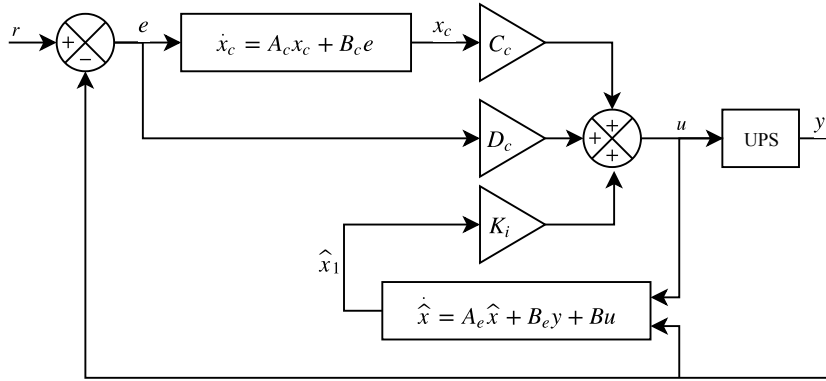 r
e
+
−
ẋ_c = A_c x_c + B_c e
x_c
C_c
D_c
+
+
+
u
UPS
y
K_i
x̂_1
x̂̇ = A_e x̂ + B_e y + Bu